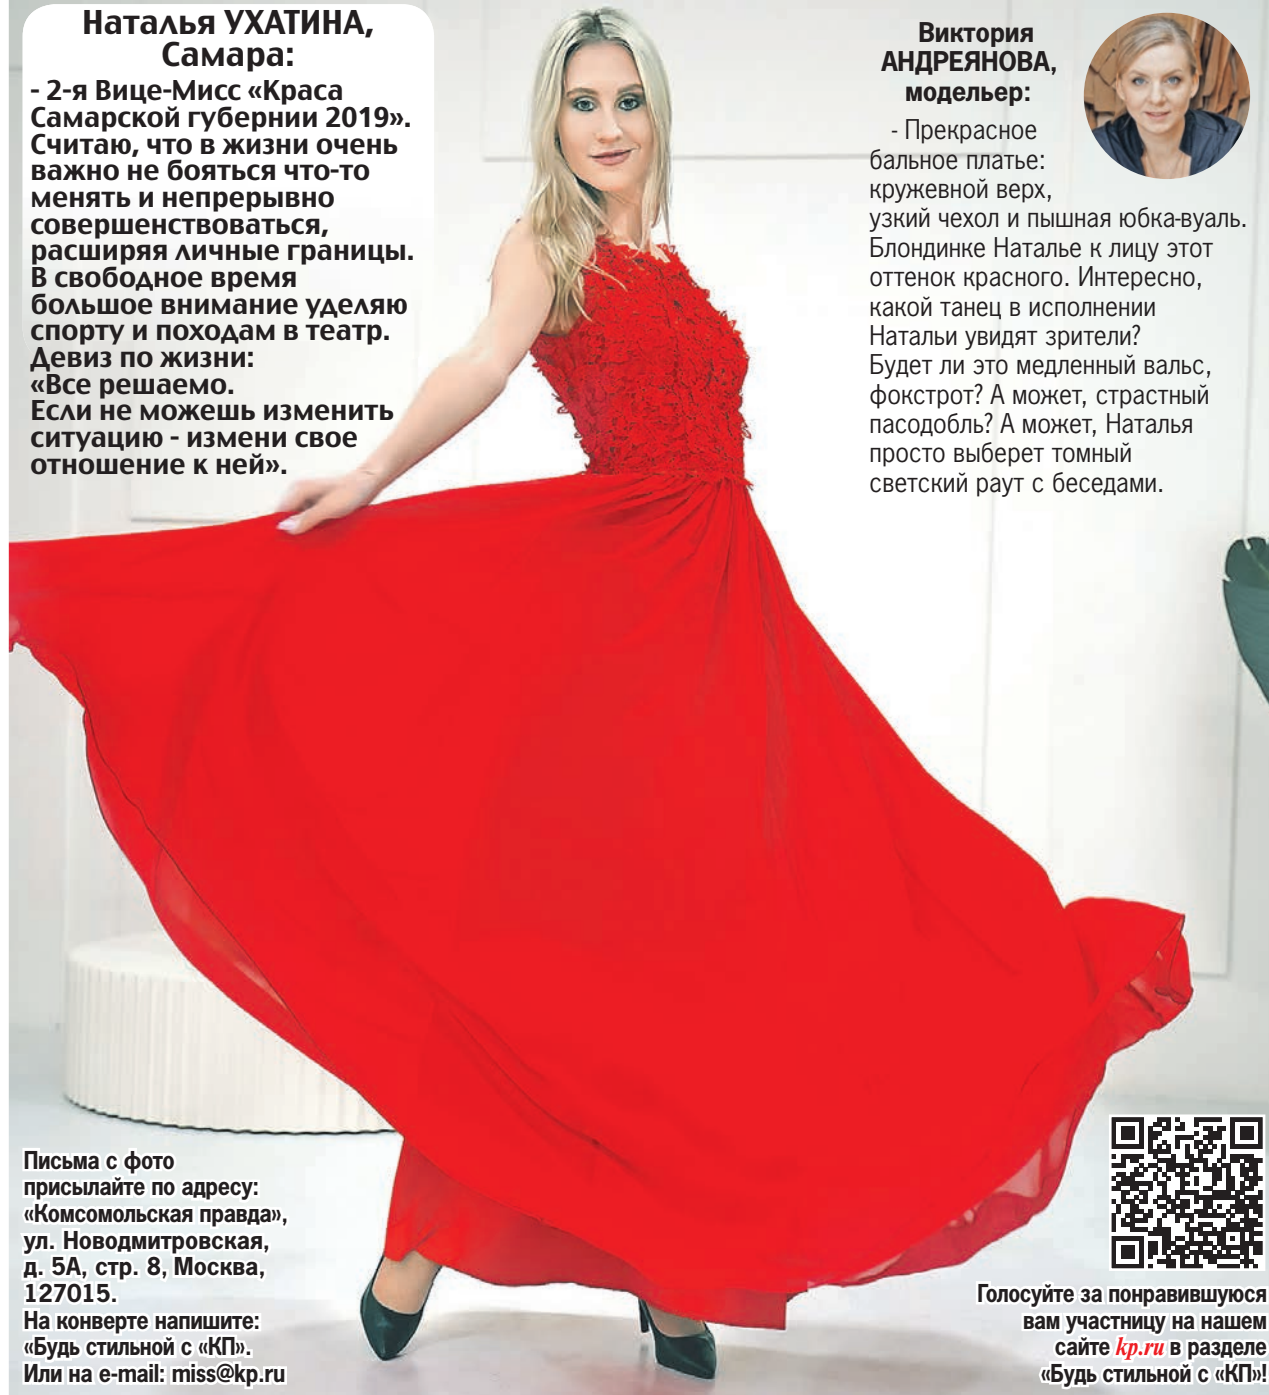 Наталья УХАТИНА,
Самара:
- 2-я Вице-Мисс «Краса
Самарской губернии 2019».
Считаю, что в жизни очень
важно не бояться что-то
менять и непрерывно
совершенствоваться,
расширяя личные границы.
В свободное время
большое внимание уделяю
спорту и походам в театр.
Девиз по жизни:
«Все решаемо.
Если не можешь изменить
ситуацию - измени свое
отношение к ней».
Виктория
АНДРЕЯНОВА,
модельер:
- Прекрасное
бальное платье:
кружевной верх,
узкий чехол и пышная юбка-вуаль.
Блондинке Наталье к лицу этот
оттенок красного. Интересно,
какой танец в исполнении
Натальи увидят зрители?
Будет ли это медленный вальс,
фокстрот? А может, страстный
пасодобль? А может, Наталья
просто выберет томный
светский раут с беседами.
Письма с фото
присылайте по адресу:
«Комсомольская правда»,
ул. Новодмитровская,
д. 5А, стр. 8, Москва,
127015.
На конверте напишите:
«Будь стильной с «КП».
Или на e-mail: miss@kp.ru
Голосуйте за понравившуюся
вам участницу на нашем
сайте kp.ru в разделе
«Будь стильной с «КП»!